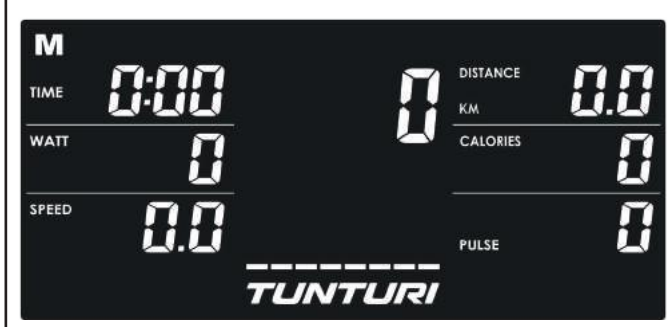 M
TIME 0:00
WATT 0
SPEED 0.0
0
DISTANCE
KM 0.0
CALORIES 0
PULSE 0
TUNTURI